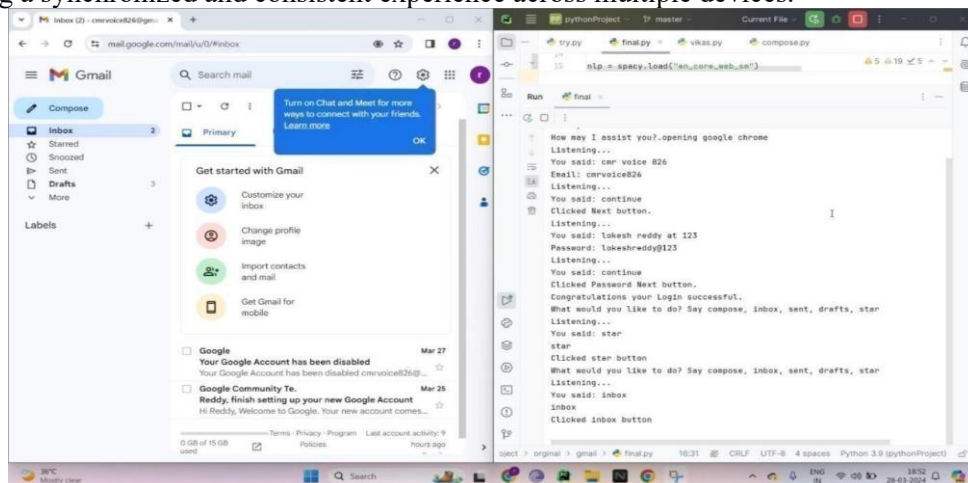 g a synchronized and consistent experience across multiple devices.
Inbox (2) - cmrvoice826@gm
mail.google.com/mail/u/0/#inbox
Gmail
Search mail
r
Compose
Inbox 2
Starred
Snoozed
Sent
Drafts 3
More
Labels
Turn on Chat and Meet for more
ways to connect with your friends.
Learn more
OK
Primary
Get started with Gmail
Customize your
inbox
Change profile
image
Import contacts
and mail
Get Gmail for
mobile
Google Mar 27
Your Google Account has been disabled
Your Google Account has been disabled cmrvoice826@...
Google Community Te. Mar 25
Reddy, finish setting up your new Google Account
Hi Reddy, Welcome to Google. Your new account comes...
0 GB of 15 GB
used
Terms · Privacy · Program
Policies
Last account activity: 9
hours ago
pythonProject master Current File
try.py final.py vikas.py compose.py
15 nlp = spacy.load("en_core_web_sm")
5 19 5
Run final
How may I assist you?.opening google chrome
Listening...
You said: cmr voice 826
Email: cmrvoice826
Listening...
You said: continue
Clicked Next button.
Listening...
You said: lokesh reddy at 123
Password: lokeshreddy@123
Listening...
You said: continue
Clicked Password Next button.
Congratulations your Login successful.
What would you like to do? Say compose, inbox, sent, drafts, star
Listening...
You said: star
star
Clicked star button
What would you like to do? Say compose, inbox, sent, drafts, star
Listening...
You said: inbox
inbox
Clicked inbox button
oject > orginal > gmail > final.py 16:31 CRLF UTF-8 4 spaces Python 3.9 (pythonProject)
Mostly clear
Search
ENG
IN
18:52
28-03-2024